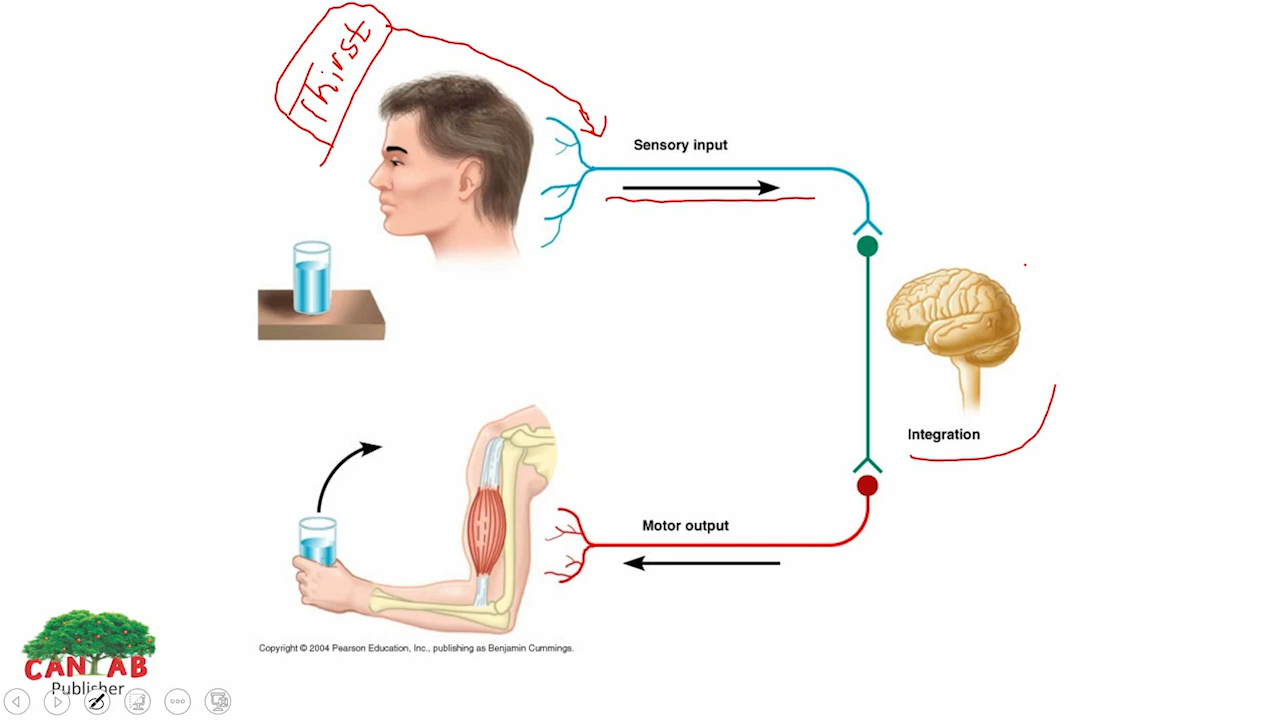 Thirst
Sensory input
Integration
Motor output
Copyright © 2004 Pearson Education, Inc., publishing as Benjamin Cummings.
CANTAB
Publisher